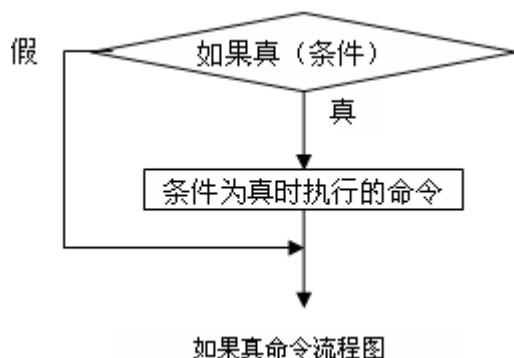 假
如果真（条件）
真
条件为真时执行的命令
如果真命令流程图